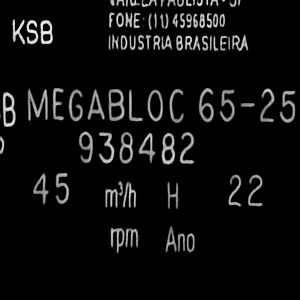 FONE: (11) 45968500
KSB
INDUSTRIA BRASILEIRA
MEGABLOC 65-25
938482
45 m³/h H 22
rpm Ano